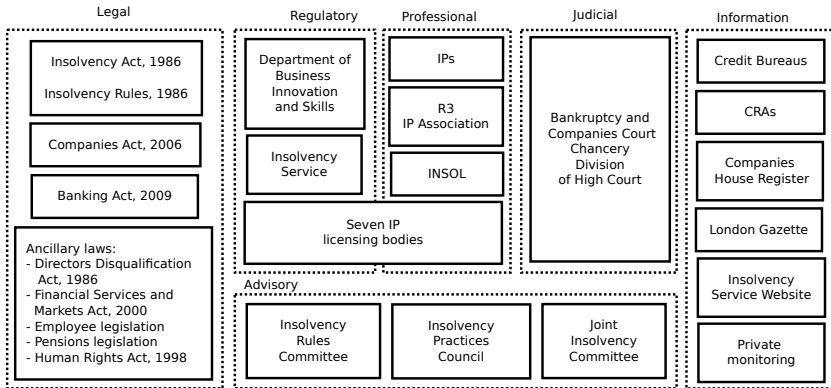 Legal
Insolvency Act, 1986
Insolvency Rules, 1986
Companies Act, 2006
Banking Act, 2009
Ancillary laws:
- Directors Disqualification
Act, 1986
- Financial Services and
Markets Act, 2000
- Employee legislation
- Pensions legislation
- Human Rights Act, 1998
Regulatory
Department of
Business
Innovation
and Skills
Insolvency
Service
Professional
IPs
R3
IP Association
INSOL
Seven IP
licensing bodies
Judicial
Bankruptcy and
Companies Court
Chancery
Division
of High Court
Advisory
Insolvency
Rules
Committee
Insolvency
Practices
Council
Joint
Insolvency
Committee
Information
Credit Bureaus
CRAs
Companies
House Register
London Gazette
Insolvency
Service Website
Private
monitoring